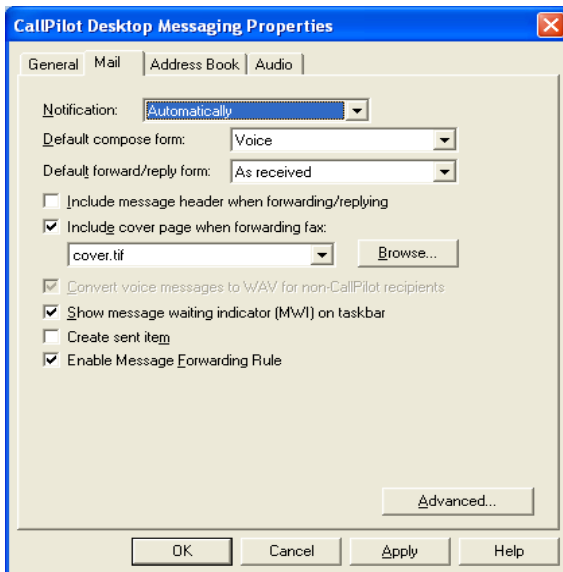 CallPilot Desktop Messaging Properties
General Mail Address Book Audio
Notification: Automatically
Default compose form: Voice
Default forward/reply form: As received
Include message header when forwarding/replying
Include cover page when forwarding fax:
cover.tif Browse...
Convert voice messages to WAV for non-CallPilot recipients
Show message waiting indicator (MWI) on taskbar
Create sent item
Enable Message Forwarding Rule
Advanced...
OK Cancel Apply Help